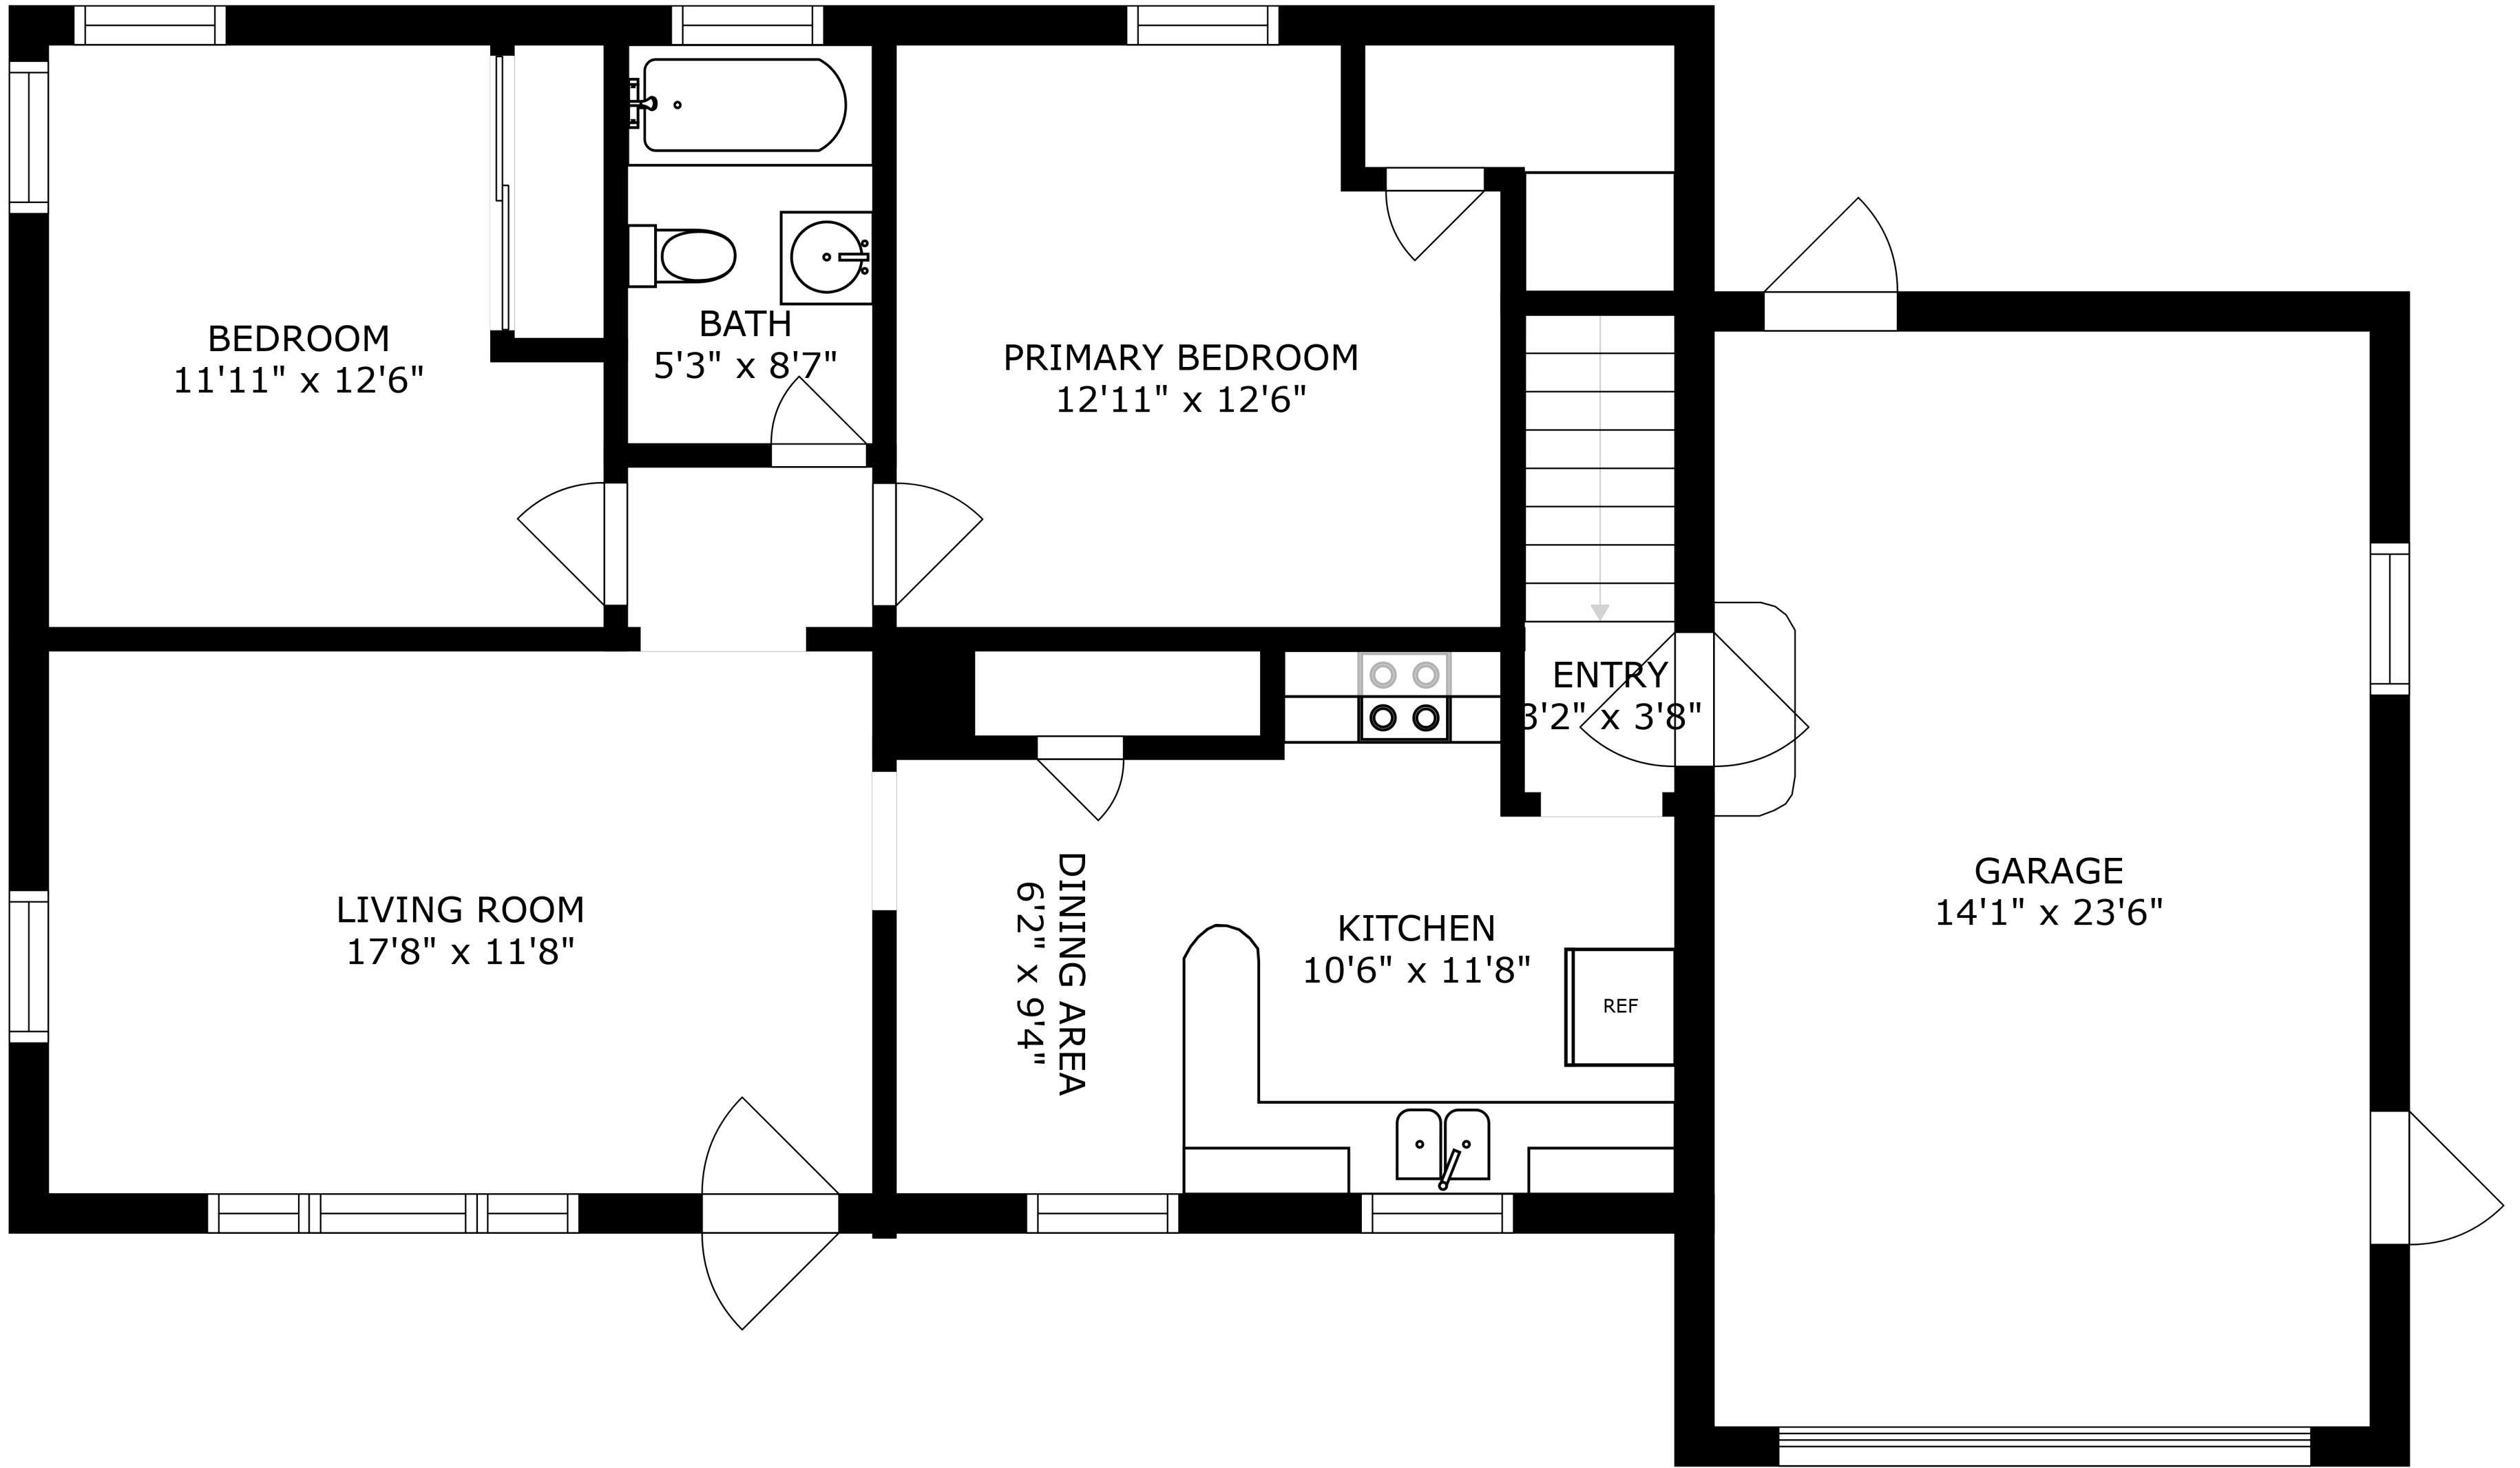 BEDROOM
11'11" x 12'6"
BATH
5'3" x 8'7"
PRIMARY BEDROOM
12'11" x 12'6"
ENTRY
3'2" x 3'8"
LIVING ROOM
17'8" x 11'8"
DINING AREA
6'2" x 9'4"
KITCHEN
10'6" x 11'8"
REF
GARAGE
14'1" x 23'6"